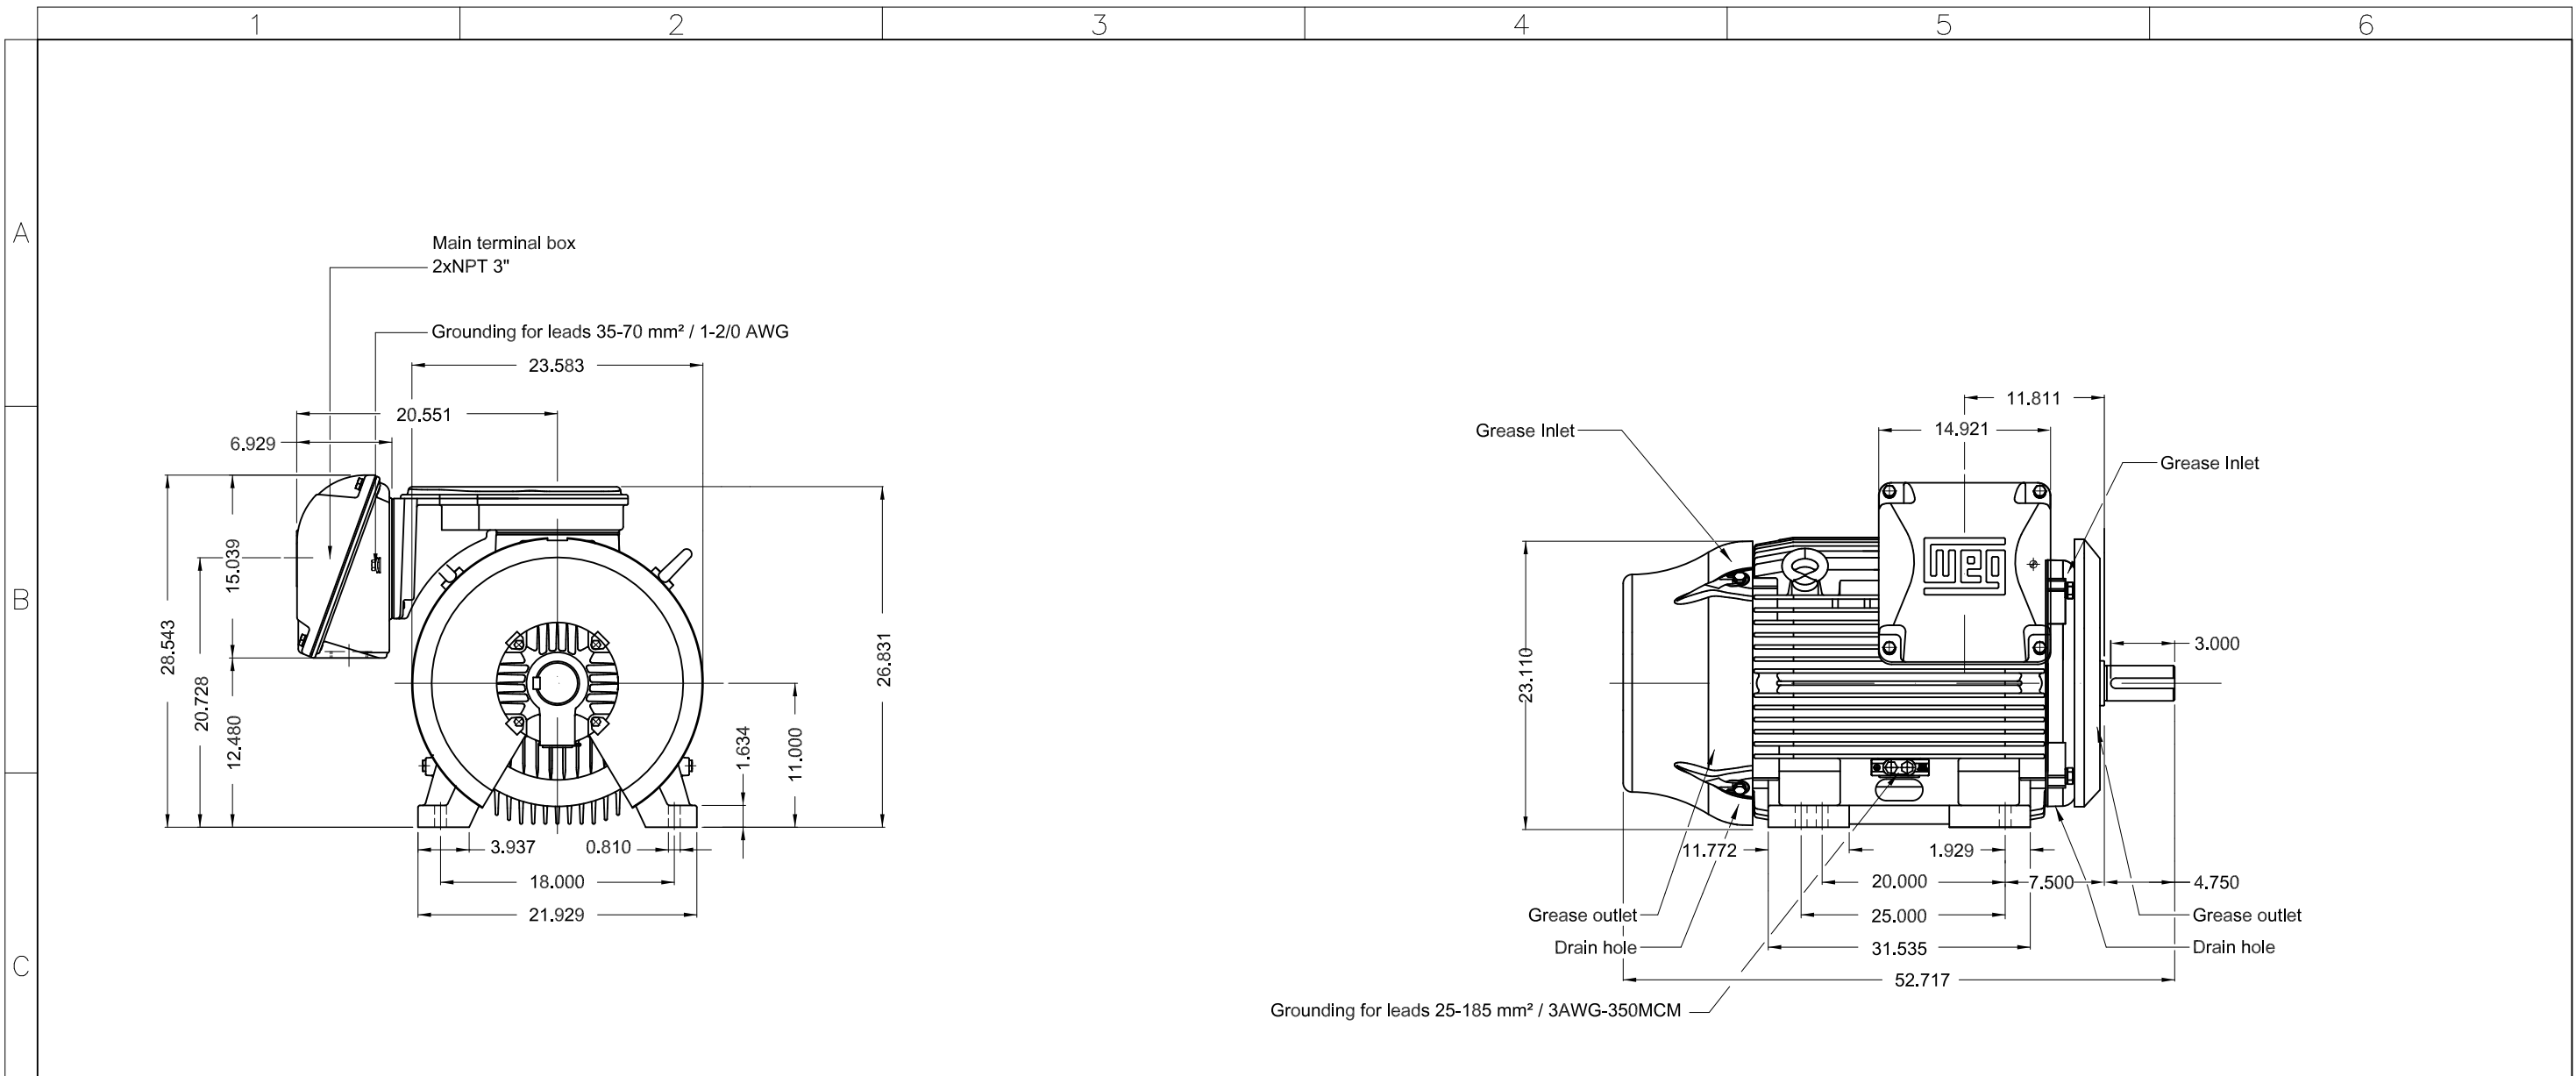 1 2 3 4 5 6
A
Main terminal box
2xNPT 3"
Grounding for leads 35-70 mm² / 1-2/0 AWG
23.583
20.551
6.929
28.543
20.728
15.039
12.480
26.831
11.000
1.634
3.937
0.810
18.000
21.929
B
11.811
14.921
Grease Inlet
Grease Inlet
weg
23.110
3.000
11.772
1.929
20.000
7.500
4.750
Grease outlet
25.000
Grease outlet
Drain hole
31.535
Drain hole
52.717
C
Grounding for leads 25-185 mm² / 3AWG-350MCM